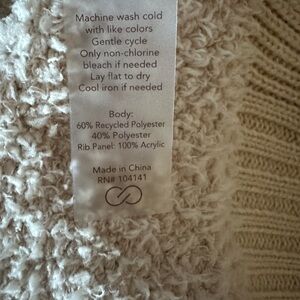 Machine wash cold
with like colors
Gentle cycle
Only non-chlorine
bleach if needed
Lay flat to dry
Cool iron if needed
Body:
60% Recycled Polyester
40% Polyester
Rib Panel: 100% Acrylic
Made in China
RN# 104141